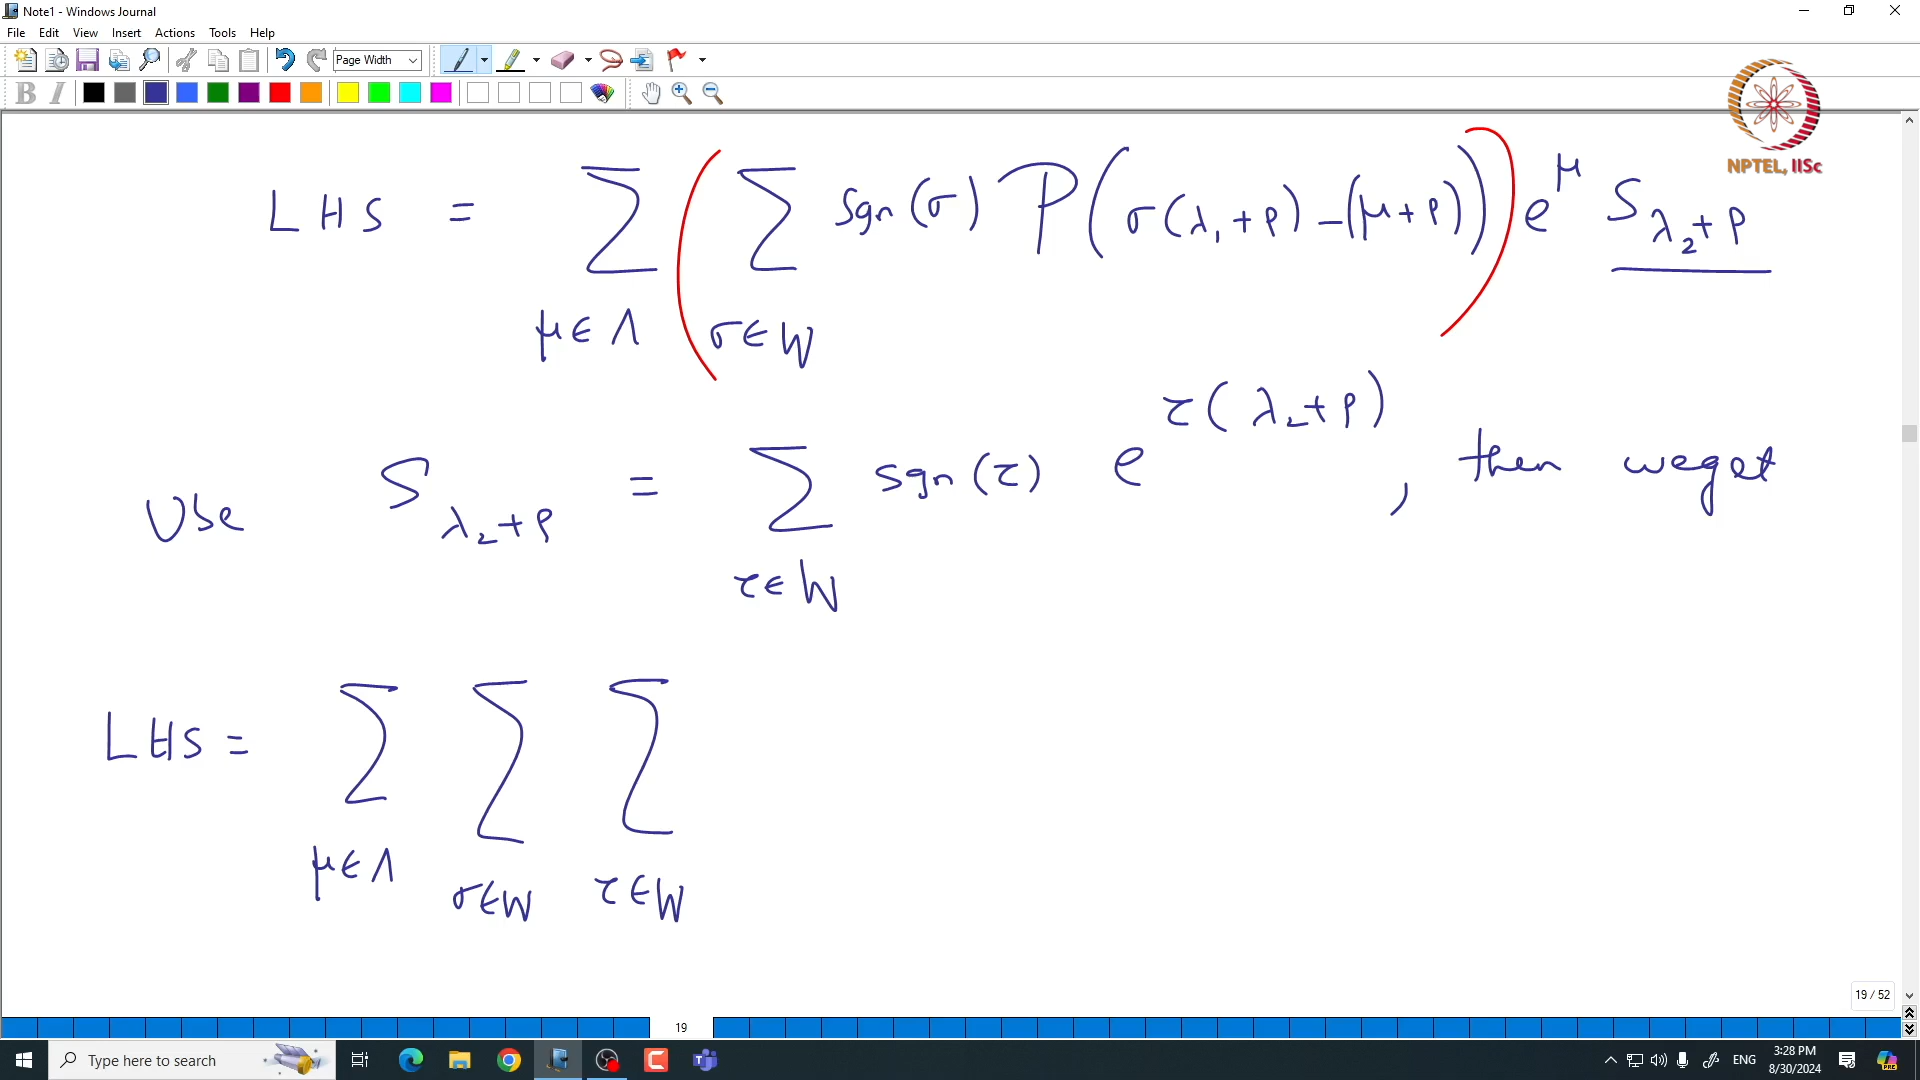 Note1 - Windows Journal
File Edit View Insert Actions Tools Help
Page Width
B I
NPTEL, IISc
LHS = ∑_{μ∈Λ} ( ∑_{σ∈W} sgn(σ) P(σ(λ₁+ρ) - (μ+ρ)) ) e^μ S_{λ₂+ρ}
Use S_{λ₂+ρ} = ∑_{τ∈W} sgn(τ) e^{τ(λ₂+ρ)}, then we get
LHS = ∑_{μ∈Λ} ∑_{σ∈W} ∑_{τ∈W}
19 / 52
19
Type here to search
ENG
3:28 PM
8/30/2024